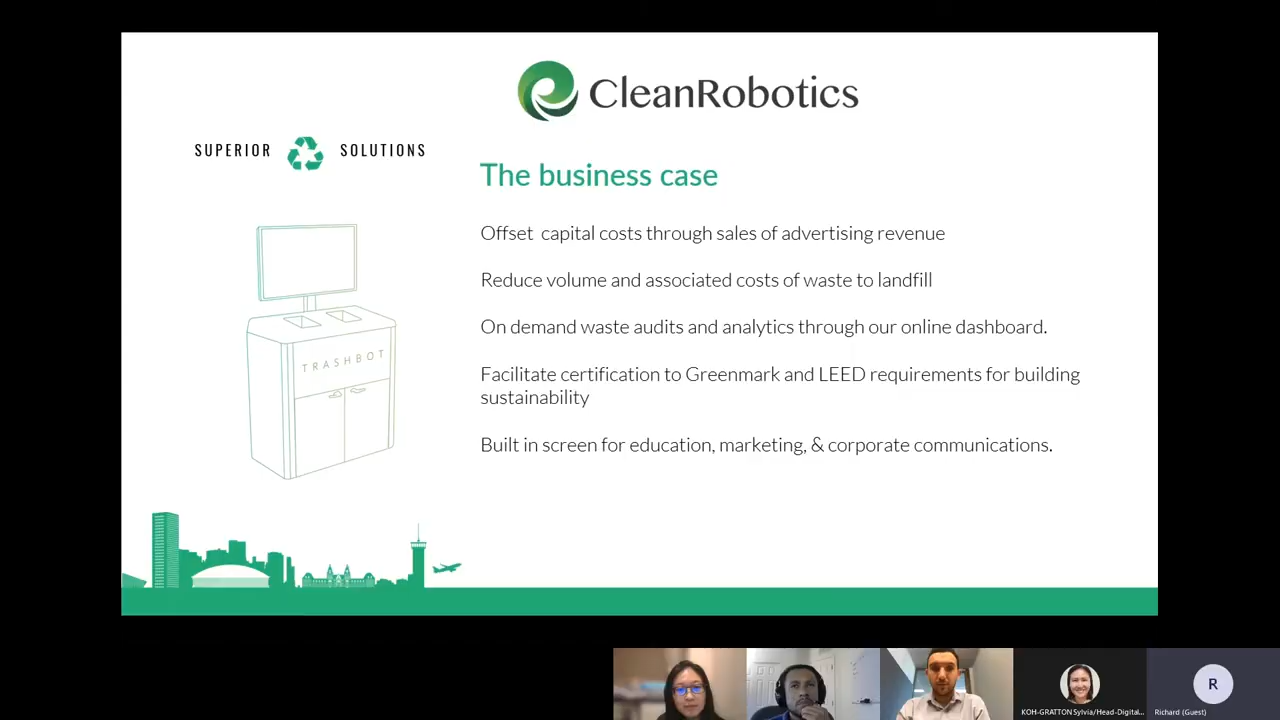 CleanRobotics
SUPERIOR SOLUTIONS
The business case
Offset capital costs through sales of advertising revenue
Reduce volume and associated costs of waste to landfill
On demand waste audits and analytics through our online dashboard.
Facilitate certification to Greenmark and LEED requirements for building
sustainability
Built in screen for education, marketing, & corporate communications.
TRASHBOT
KOH-GRATTON Sylvia/Head-Digital...
R
Richard (Guest)